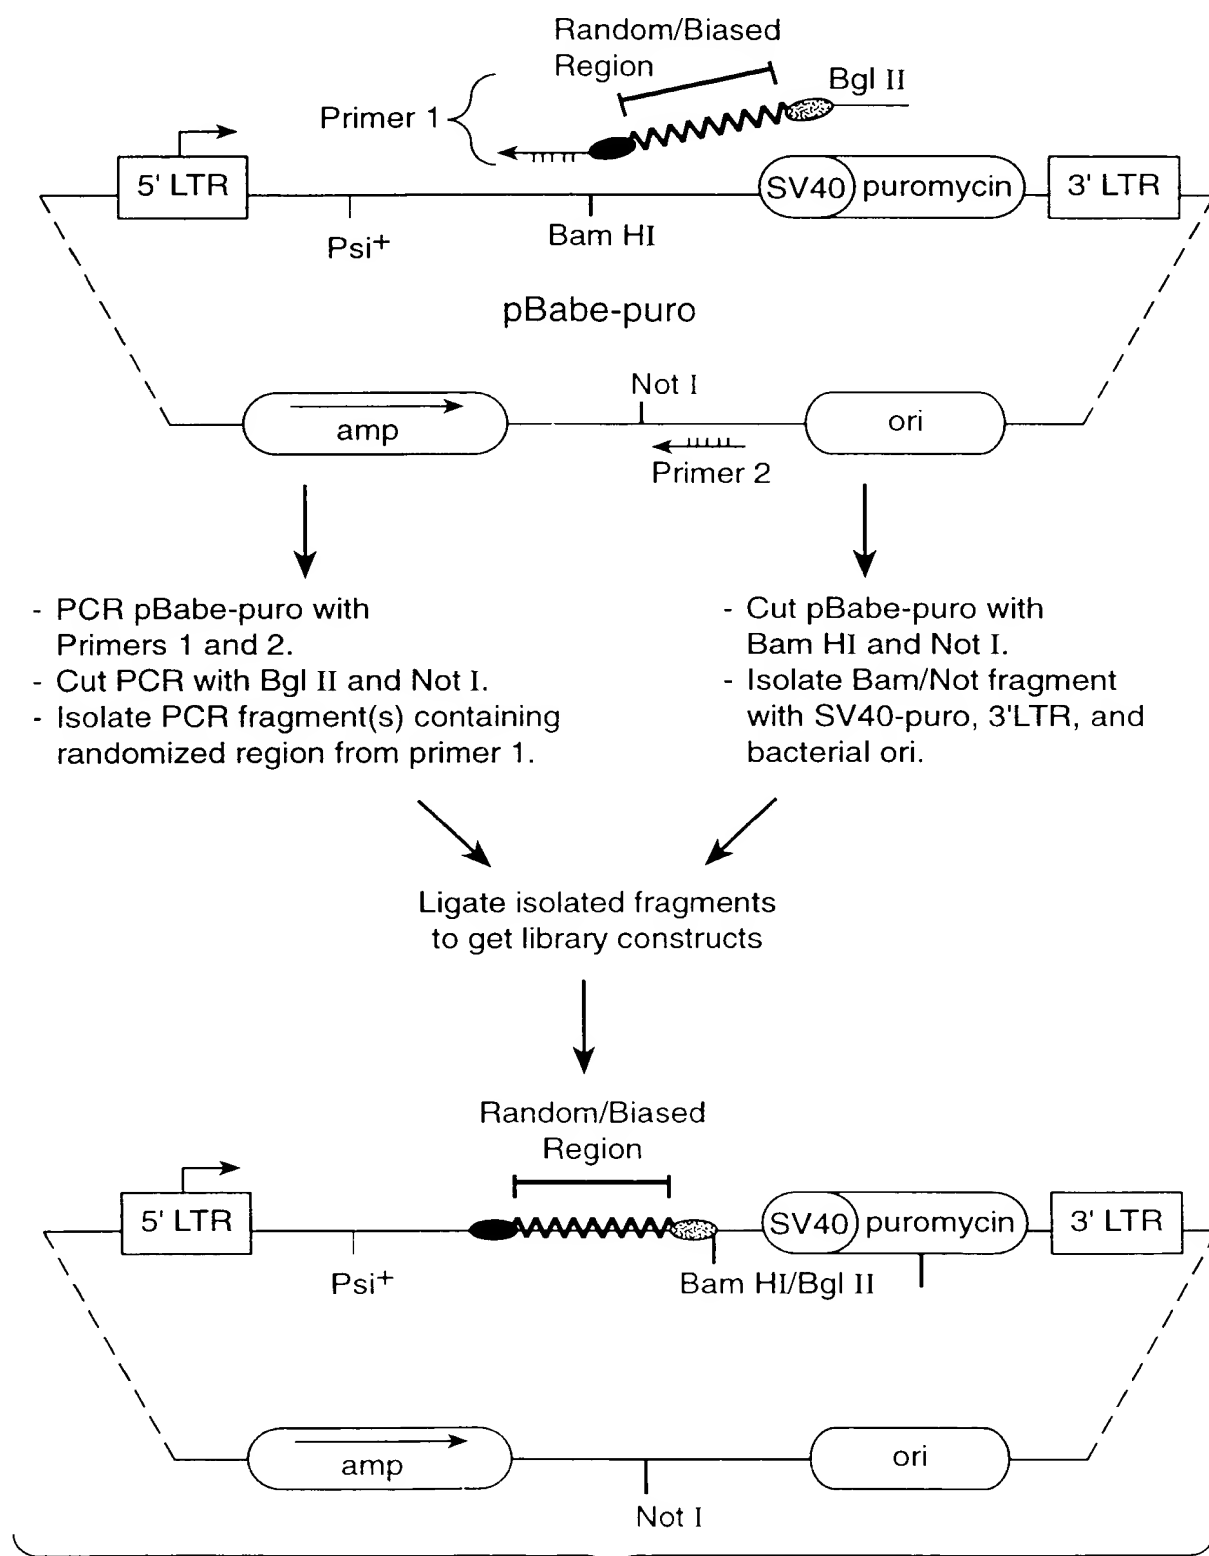 Random/Biased
Region
Bgl II
Primer 1
5' LTR
SV40
puromycin
3' LTR
Psi+
Bam HI
pBabe-puro
Not I
amp
ori
Primer 2
- PCR pBabe-puro with
Primers 1 and 2.
- Cut PCR with Bgl II and Not I.
- Isolate PCR fragment(s) containing
randomized region from primer 1.
- Cut pBabe-puro with
Bam HI and Not I.
- Isolate Bam/Not fragment
with SV40-puro, 3'LTR, and
bacterial ori.
Ligate isolated fragments
to get library constructs
Random/Biased
Region
5' LTR
SV40
puromycin
3' LTR
Psi+
Bam HI/Bgl II
amp
ori
Not I